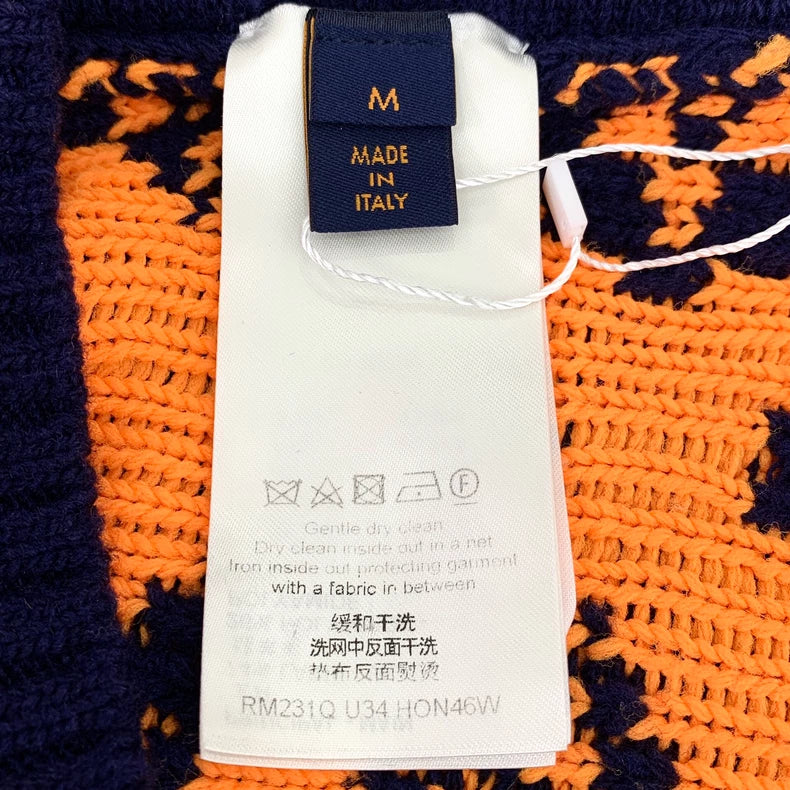 M
MADE
IN
ITALY
F
Gentle dry clean
Dry clean inside out in a net
Iron inside out protecting garment
with a fabric in between
缓和干洗
洗网中反面干洗
垫布反面熨烫
RM231Q U34 HON46W